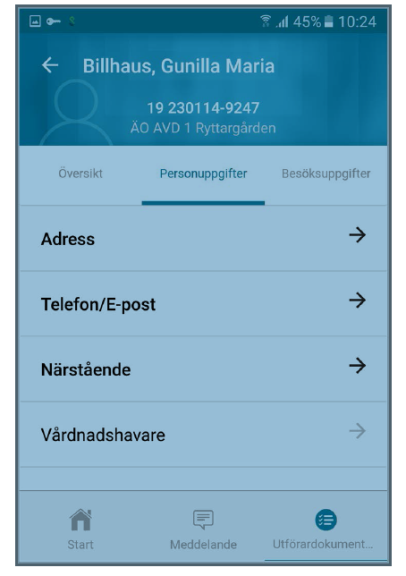 45% 10:24
Billhaus, Gunilla Maria
19 230114-9247
ÄO AVD 1 Ryttargården
Översikt Personuppgifter Besöksuppgifter
Adress
Telefon/E-post
Närstående
Vårdnadshavare
Start Meddelande Utförardokument...